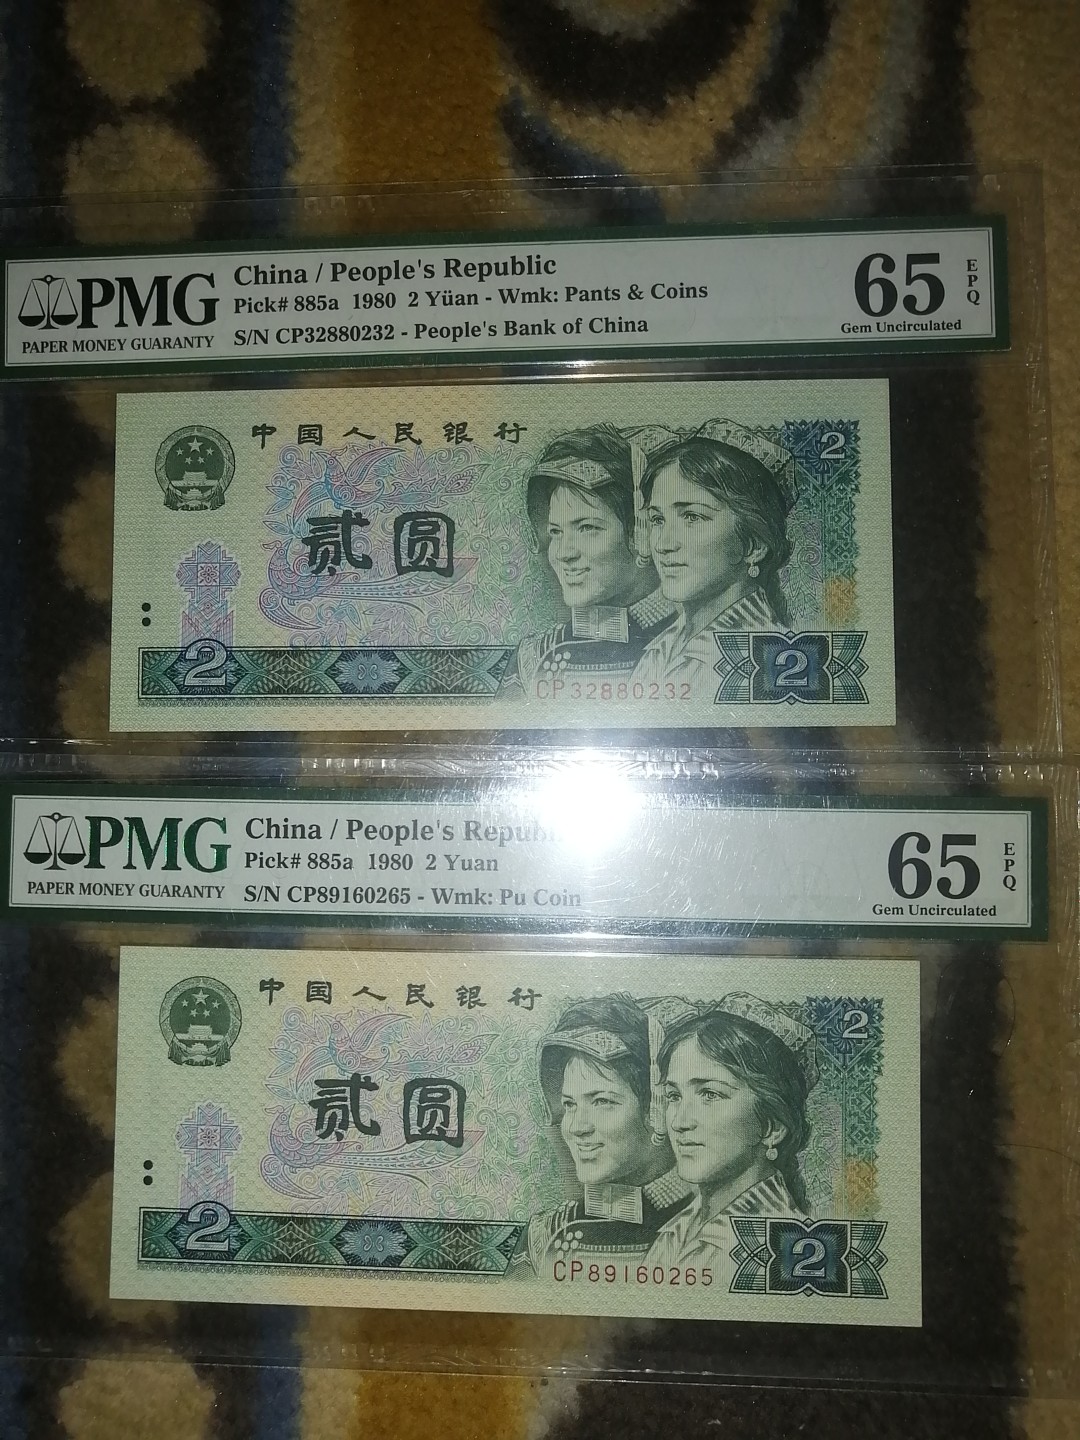 PMG
PAPER MONEY GUARANTY
China / People's Republic
Pick# 885a 1980 2 Yüan - Wmk: Pants & Coins
S/N CP32880232 - People's Bank of China
65
EPQ
Gem Uncirculated
中国人民银行
2
贰圆
2
2
CP32880232
PMG
PAPER MONEY GUARANTY
China / People's
Pick# 885a 1980 2 Yuan
S/N CP89160265 - Wmk: Pu Coin
65
EPQ
Gem Uncirculated
中国人民银行
2
贰圆
2
2
CP89160265